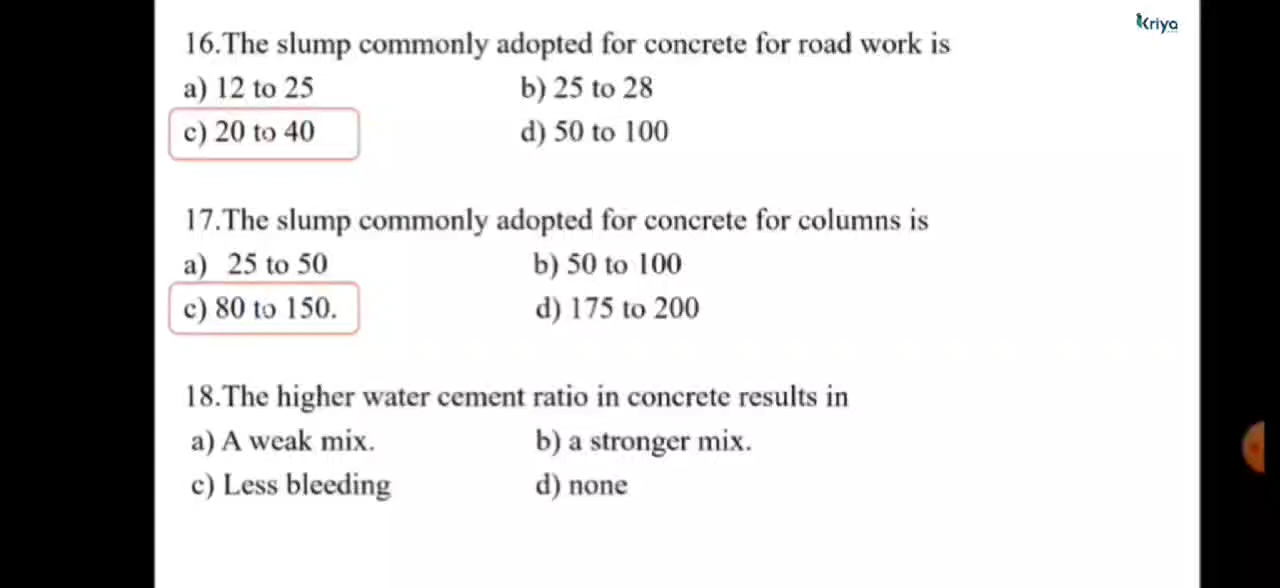 Kriya
16.The slump commonly adopted for concrete for road work is
a) 12 to 25 b) 25 to 28
c) 20 to 40 d) 50 to 100
17.The slump commonly adopted for concrete for columns is
a) 25 to 50 b) 50 to 100
c) 80 to 150. d) 175 to 200
18.The higher water cement ratio in concrete results in
a) A weak mix. b) a stronger mix.
c) Less bleeding d) none